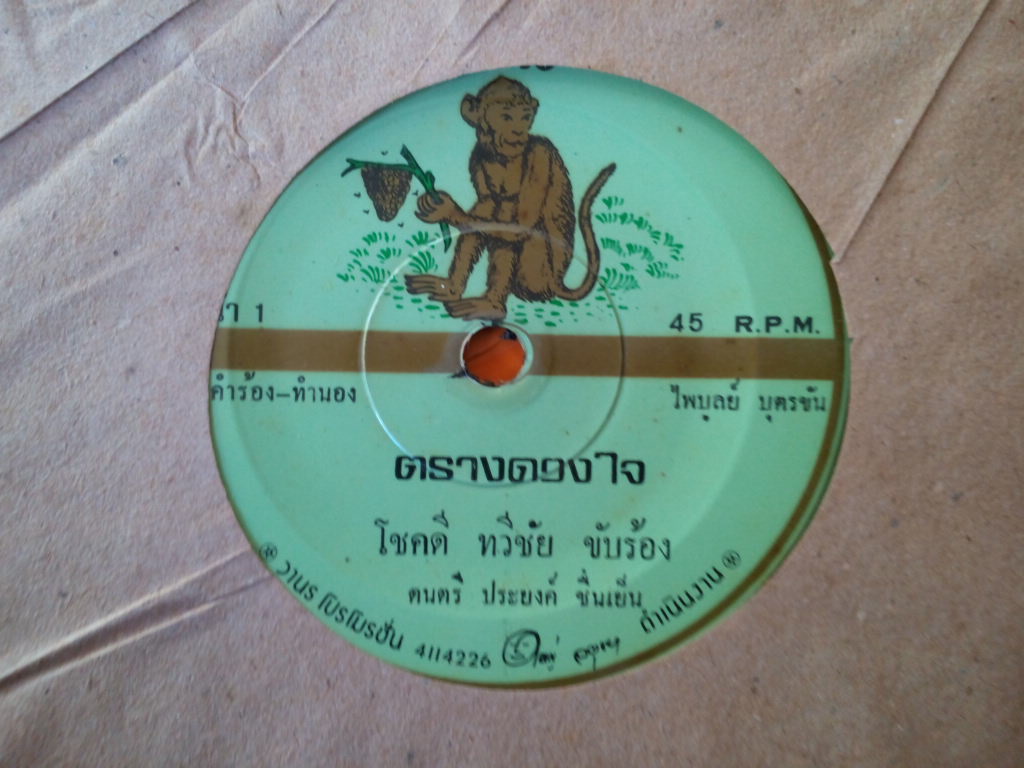 1
45 R.P.M.
คำร้อง-ทำนอง
ไพบูลย์ บุตรขัน
ตราดวงใจ
โชคดี ทวีชัย ขับร้อง
ดนตรี ประยงค์ ชื่นเย็น
วานร โปรโมรชั่น 4114226 ดำเนินงาน